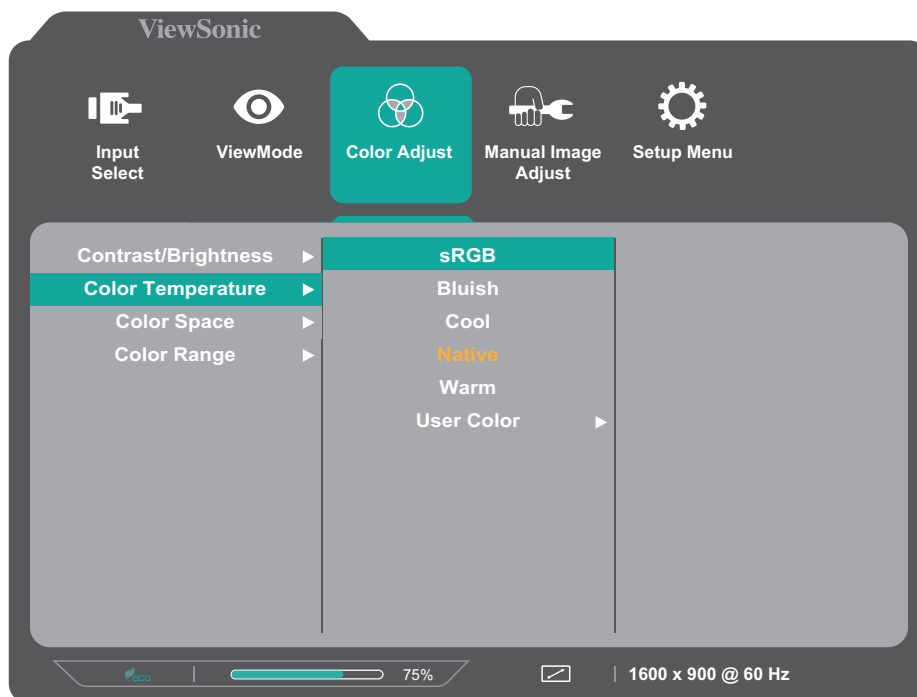 ViewSonic
Input
Select
ViewMode
Color Adjust
Manual Image
Adjust
Setup Menu
Contrast/Brightness
Color Temperature
Color Space
Color Range
sRGB
Bluish
Cool
Native
Warm
User Color
eco
75%
1600 x 900 @ 60 Hz